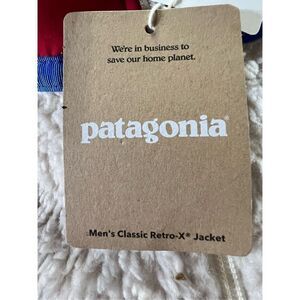 We're in business to
save our home planet.
patagonia®
Men's Classic Retro-X® Jacket